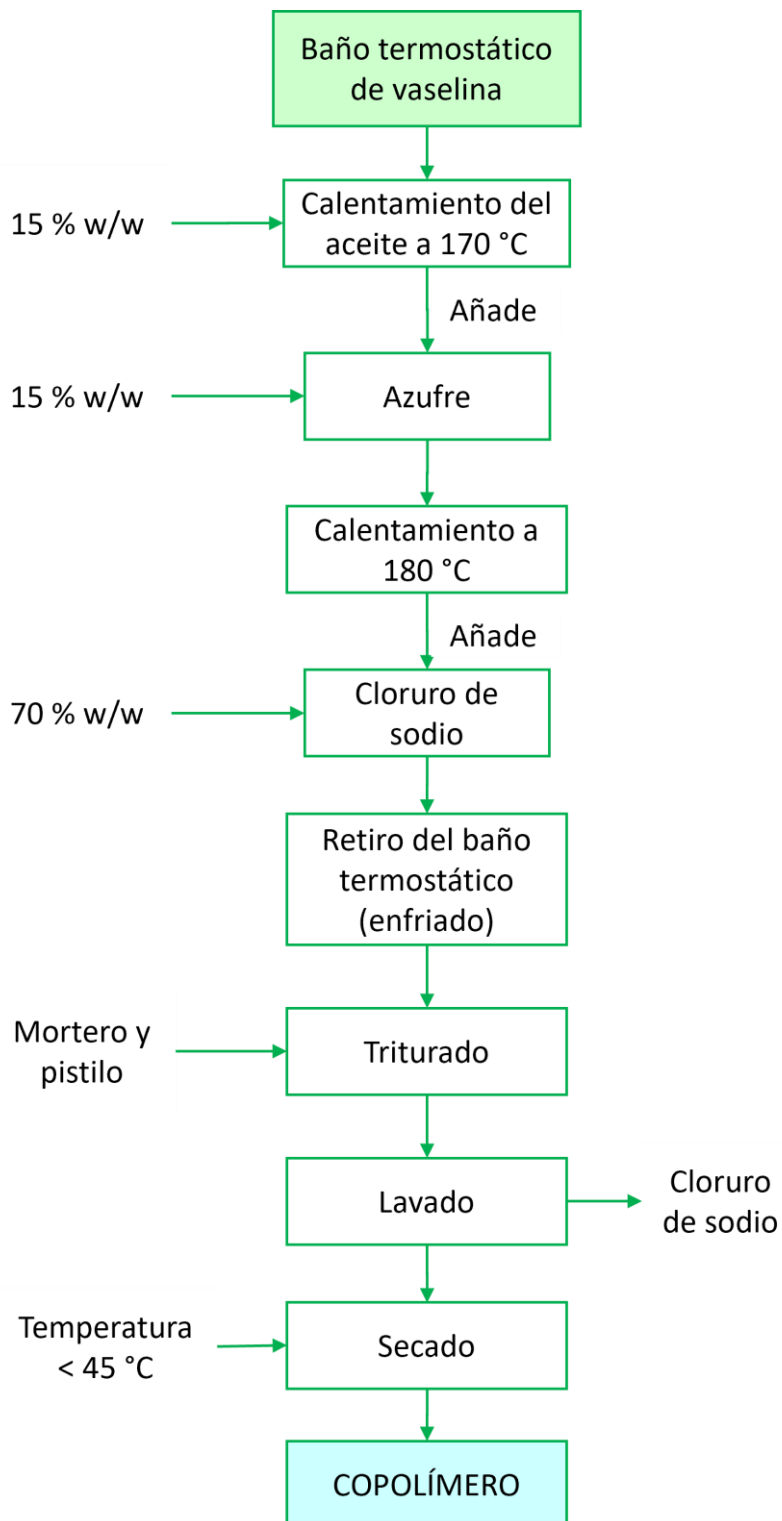 Baño termostático
de vaselina
15 % w/w
Calentamiento del
aceite a 170 °C
Añade
15 % w/w
Azufre
Calentamiento a
180 °C
Añade
70 % w/w
Cloruro de
sodio
Retiro del baño
termostático
(enfriado)
Mortero y
pistilo
Triturado
Lavado
Cloruro
de sodio
Temperatura
< 45 °C
Secado
COPOLÍMERO